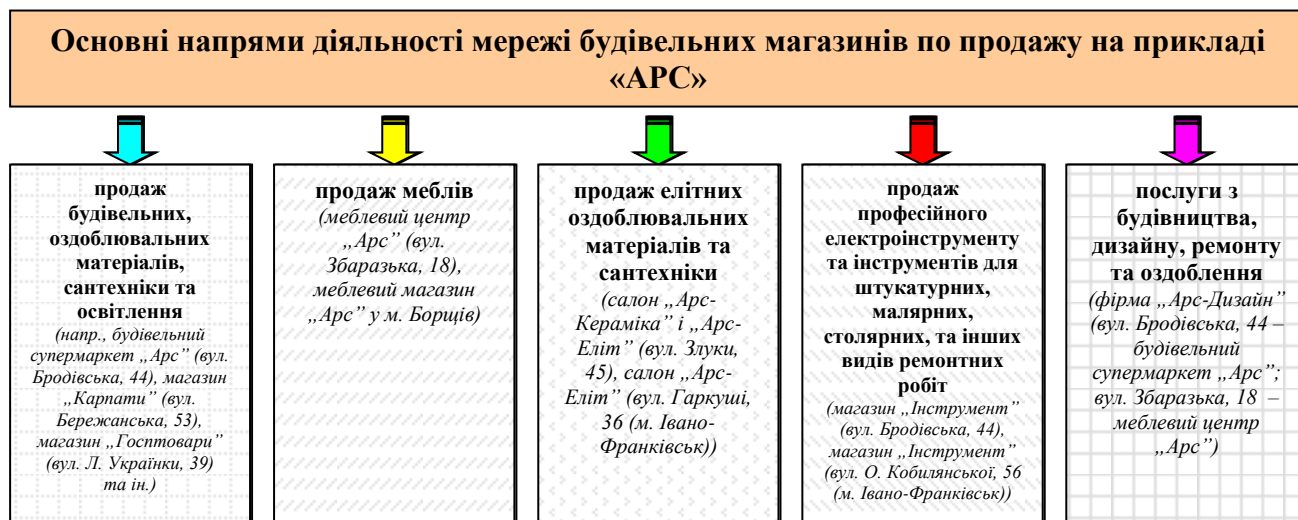 Основні напрями діяльності мережі будівельних магазинів по продажу на прикладі
«АРС»
продаж
будівельних,
оздоблювальних
матеріалів,
сантехніки та
освітлення
(напр., будівельний
супермаркет „Арс” (вул.
Бродівська, 44), магазин
„Карпати” (вул.
Бережанська, 53),
магазин „Госптовари”
(вул. Л. Українки, 39)
та ін.)
продаж меблів
(меблевий центр
„Арс” (вул.
Збаразька, 18),
меблевий магазин
„Арс” у м. Борщів)
продаж елітних
оздоблювальних
матеріалів та
сантехніки
(салон „Арс-
Кераміка” і „Арс-
Еліт” (вул. Злуки,
45), салон „Арс-
Еліт” (вул. Гаркуші,
36 (м. Івано-
Франківськ))
продаж
професійного
електроінструменту
та інструментів для
штукатурних,
малярних,
столярних, та інших
видів ремонтних
робіт
(магазин „Інструмент”
(вул. Бродівська, 44),
магазин „Інструмент”
(вул. О. Кобилянської, 56
(м. Івано-Франківськ))
послуги з
будівництва,
дизайну, ремонту
та оздоблення
(фірма „Арс-Дизайн”
(вул. Бродівська, 44 –
будівельний
супермаркет „Арс”;
вул. Збаразька, 18 –
меблевий центр
„Арс”)